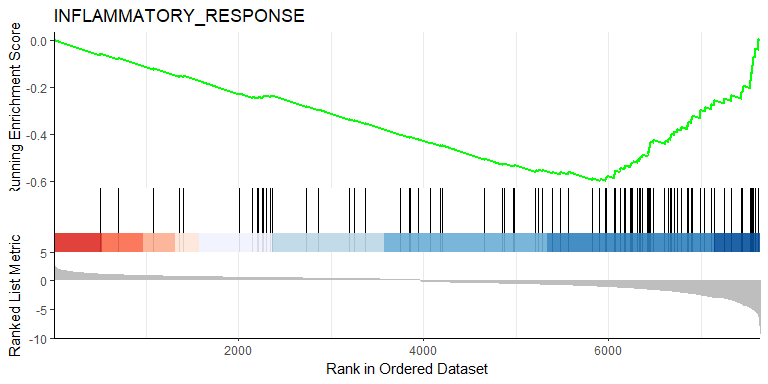 INFLAMMATORY_RESPONSE
Running Enrichment Score
0.0
-0.2
-0.4
-0.6
Ranked List Metric
5
0
-5
-10
2000 4000 6000
Rank in Ordered Dataset